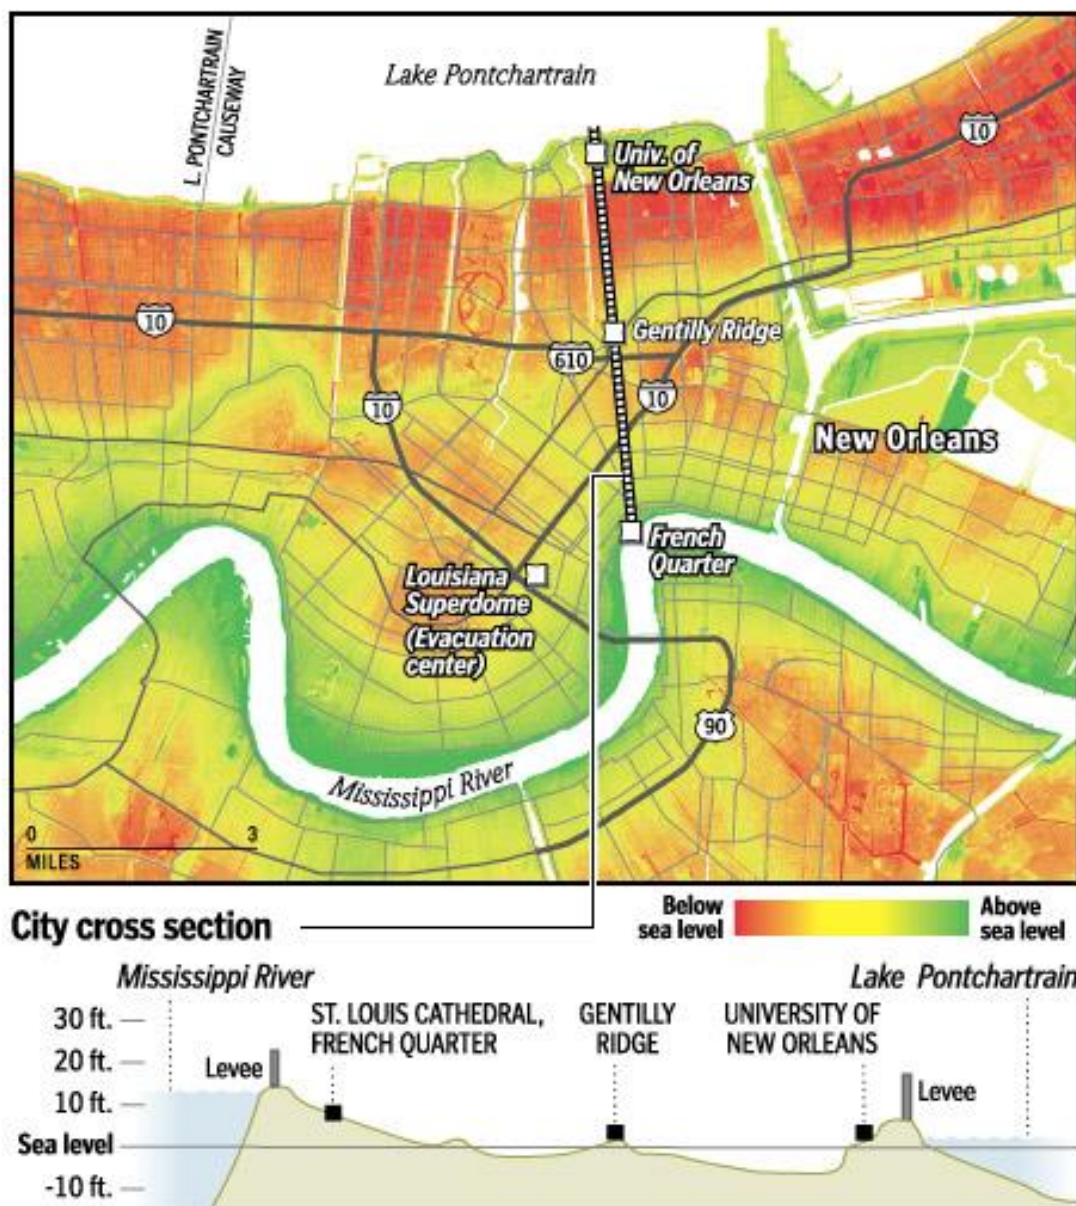 L. PONTCHARTRAIN
CAUSEWAY
Lake Pontchartrain
10
Univ. of
New Orleans
10
Gentilly Ridge
610
10
10
New Orleans
French
Quarter
Louisiana
Superdome
(Evacuation
center)
90
Mississippi River
0 3
MILES
City cross section
Below
sea level
Above
sea level
Mississippi River
Lake Pontchartrain
30 ft.
ST. LOUIS CATHEDRAL,
FRENCH QUARTER
GENTILLY
RIDGE
UNIVERSITY OF
NEW ORLEANS
20 ft.
Levee
Levee
10 ft.
Sea level
-10 ft.